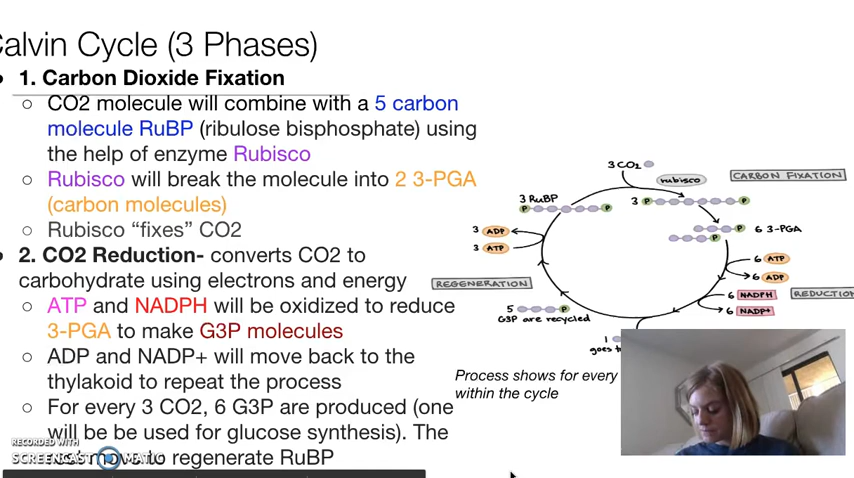 Calvin Cycle (3 Phases)
1. Carbon Dioxide Fixation
CO2 molecule will combine with a 5 carbon
molecule RuBP (ribulose bisphosphate) using
the help of enzyme Rubisco
Rubisco will break the molecule into 2 3-PGA
(carbon molecules)
Rubisco “fixes” CO2
2. CO2 Reduction- converts CO2 to
carbohydrate using electrons and energy
ATP and NADPH will be oxidized to reduce
3-PGA to make G3P molecules
ADP and NADP+ will move back to the
thylakoid to repeat the process
For every 3 CO2, 6 G3P are produced (one
will be be used for glucose synthesis). The
move to regenerate RuBP
RECORDED WITH
SCREENCAST MATIC
3 CO2
rubisco
CARBON FIXATION
3 RuBP
P P
3 P P
P
P
6 3-PGA
3 ADP
3 ATP
6 ATP
6 ADP
REGENERATION
6 NADPH
REDUCTION
6 NADP+
5 P
G3P are recycled
1
goes
Process shows for every
within the cycle